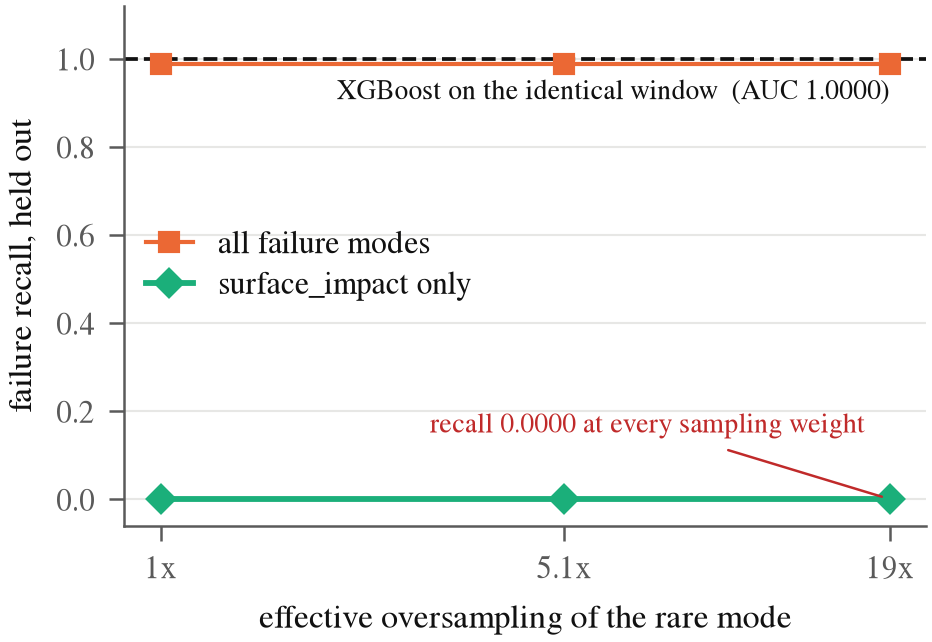 1.0
XGBoost on the identical window (AUC 1.0000)
0.8
failure recall, held out
0.6
all failure modes
surface_impact only
0.4
0.2
recall 0.0000 at every sampling weight
0.0
1x
5.1x
19x
effective oversampling of the rare mode